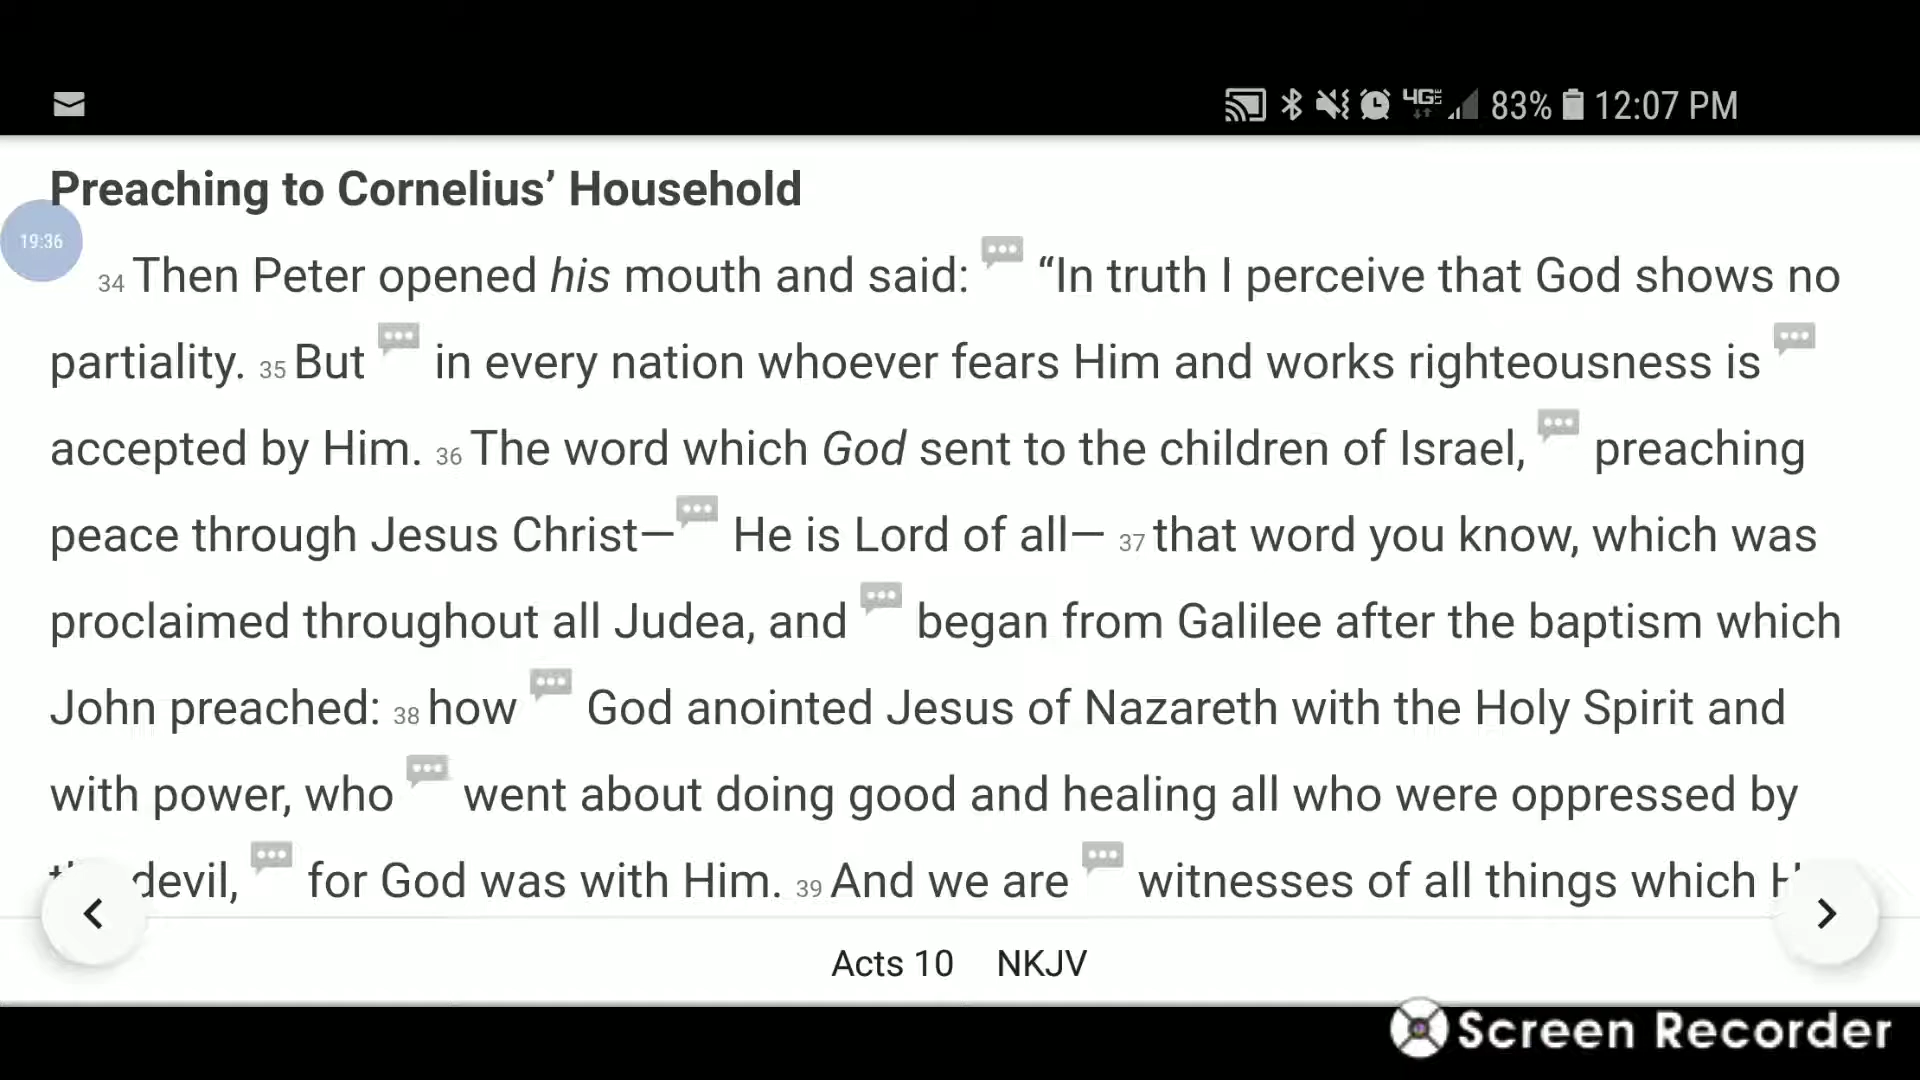 4G LTE 83% 12:07 PM
Preaching to Cornelius’ Household
19:36
34 Then Peter opened his mouth and said: “In truth I perceive that God shows no
partiality. 35 But in every nation whoever fears Him and works righteousness is
accepted by Him. 36 The word which God sent to the children of Israel, preaching
peace through Jesus Christ— He is Lord of all— 37 that word you know, which was
proclaimed throughout all Judea, and began from Galilee after the baptism which
John preached: 38 how God anointed Jesus of Nazareth with the Holy Spirit and
with power, who went about doing good and healing all who were oppressed by
devil, for God was with Him. 39 And we are witnesses of all things which
Acts 10 NKJV
Screen Recorder